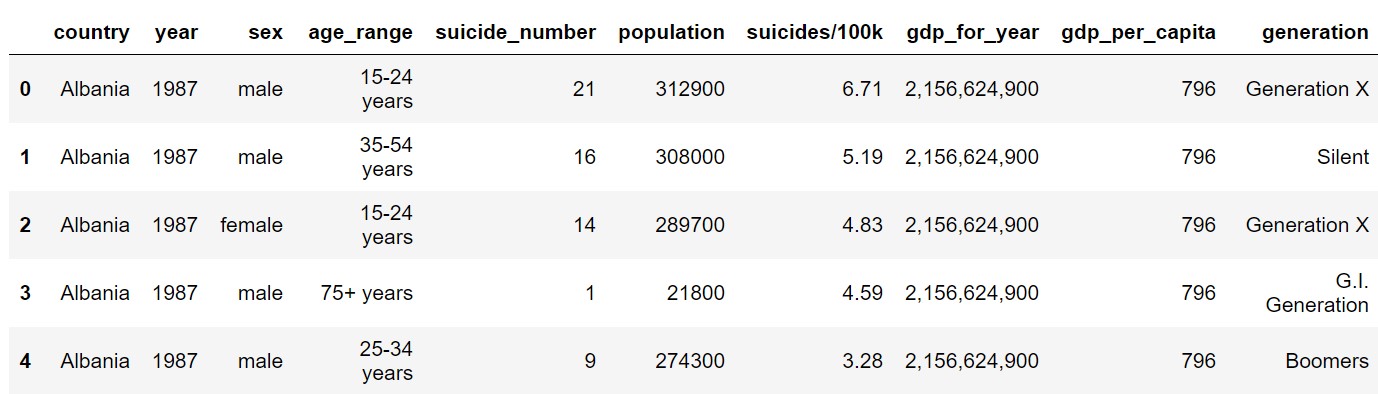 country year sex age_range suicide_number population suicides/100k gdp_for_year gdp_per_capita generation
0 Albania 1987 male 15-24 years 21 312900 6.71 2,156,624,900 796 Generation X
1 Albania 1987 male 35-54 years 16 308000 5.19 2,156,624,900 796 Silent
2 Albania 1987 female 15-24 years 14 289700 4.83 2,156,624,900 796 Generation X
3 Albania 1987 male 75+ years 1 21800 4.59 2,156,624,900 796 G.I. Generation
4 Albania 1987 male 25-34 years 9 274300 3.28 2,156,624,900 796 Boomers